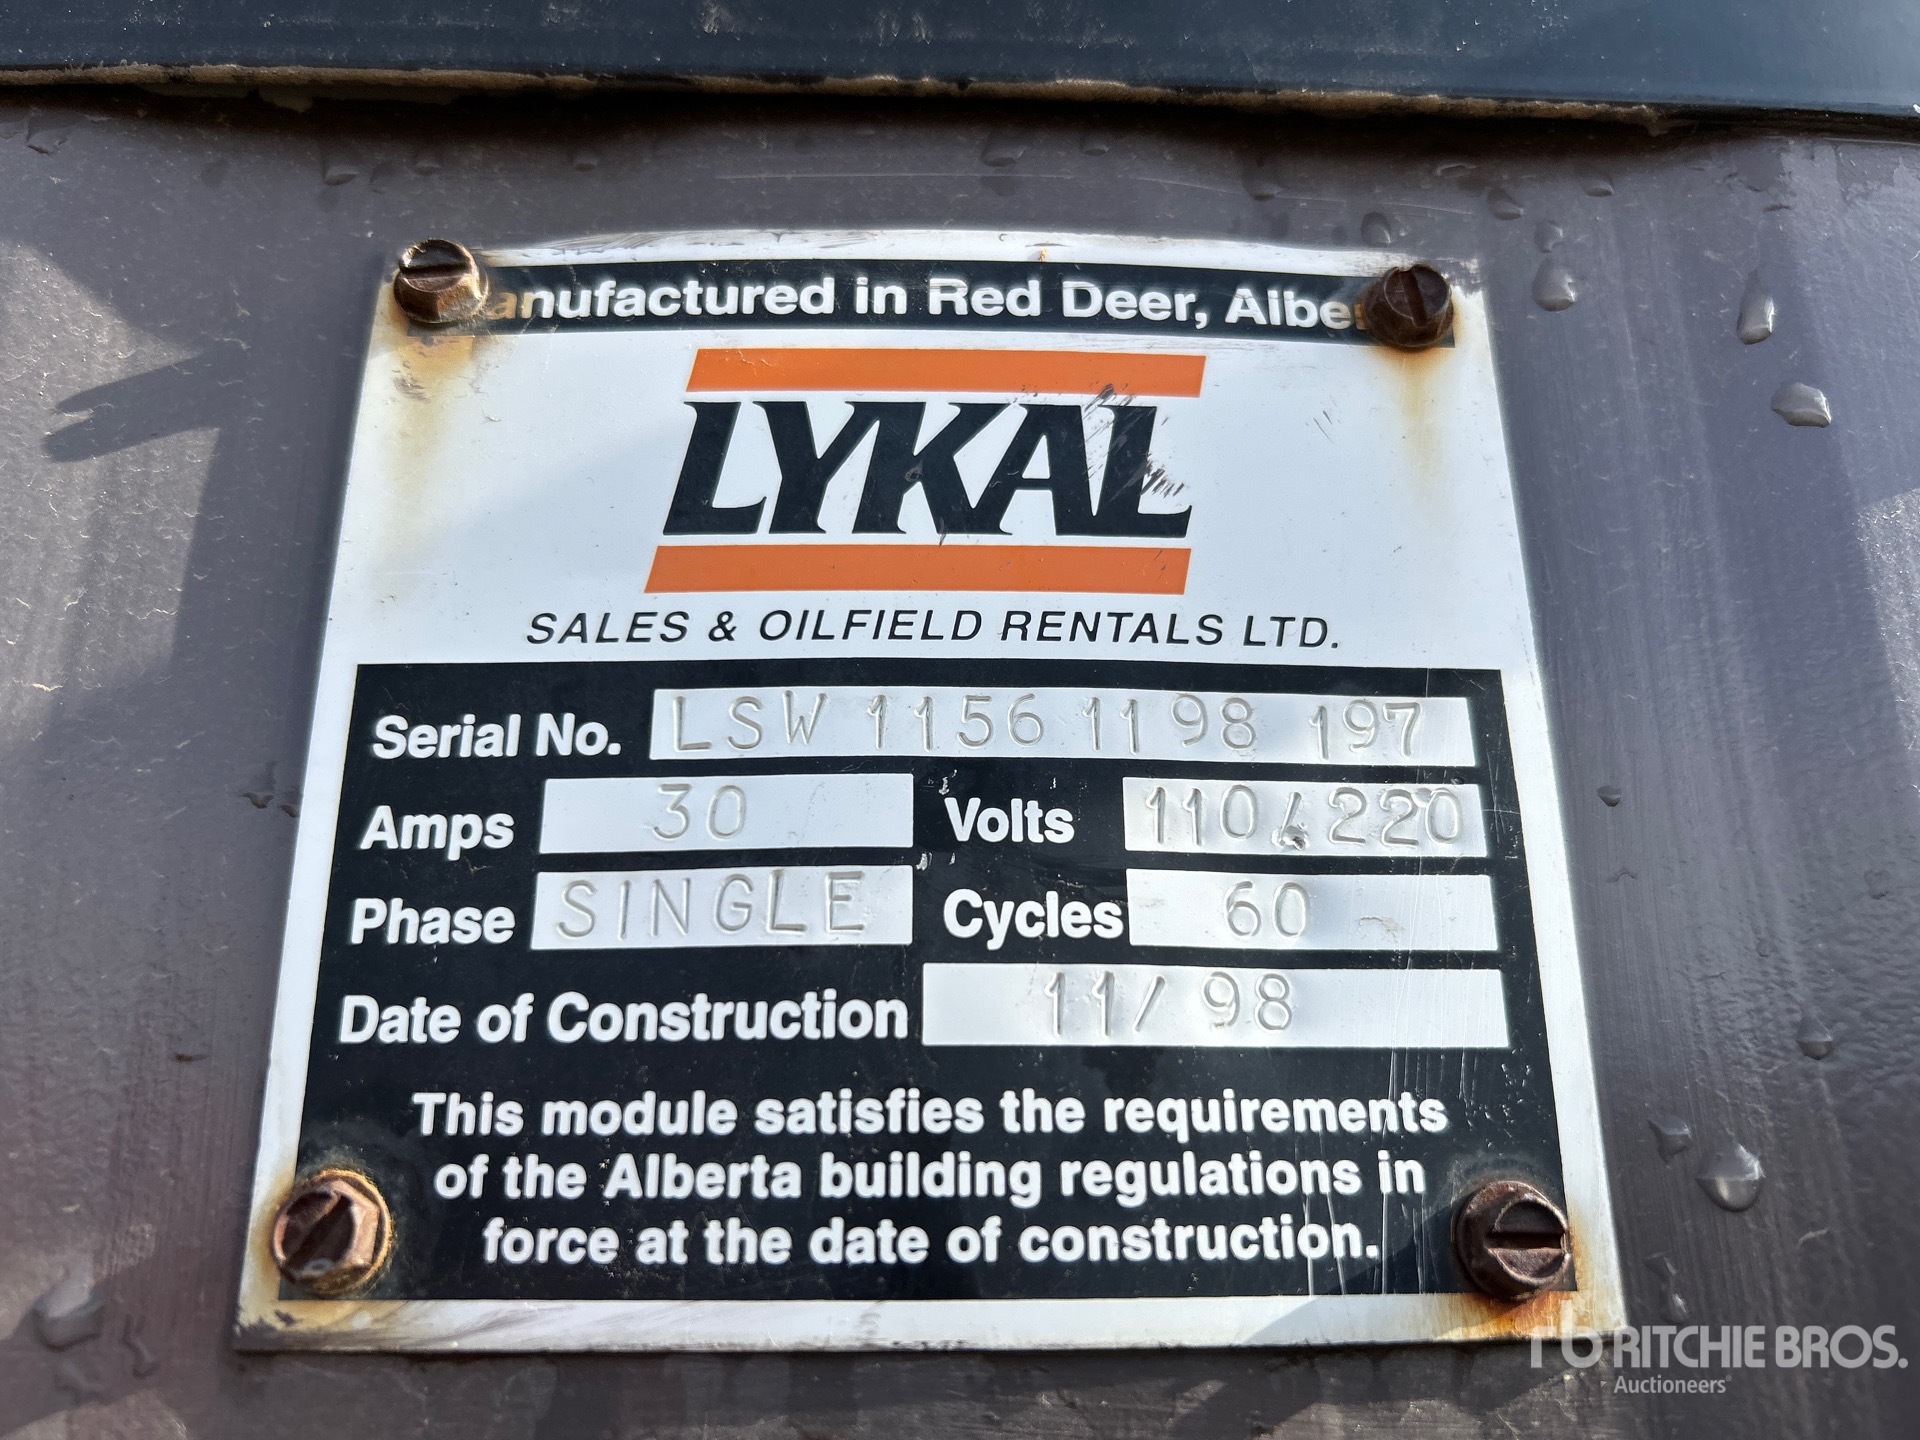 anufactured in Red Deer, Albe
LYKAL
SALES & OILFIELD RENTALS LTD.
Serial No. LSW 1156 1198 197
Amps 30 Volts 110/220
Phase SINGLE Cycles 60
Date of Construction 11/98
This module satisfies the requirements
of the Alberta building regulations in
force at the date of construction.
rb RITCHIE BROS.
Auctioneers